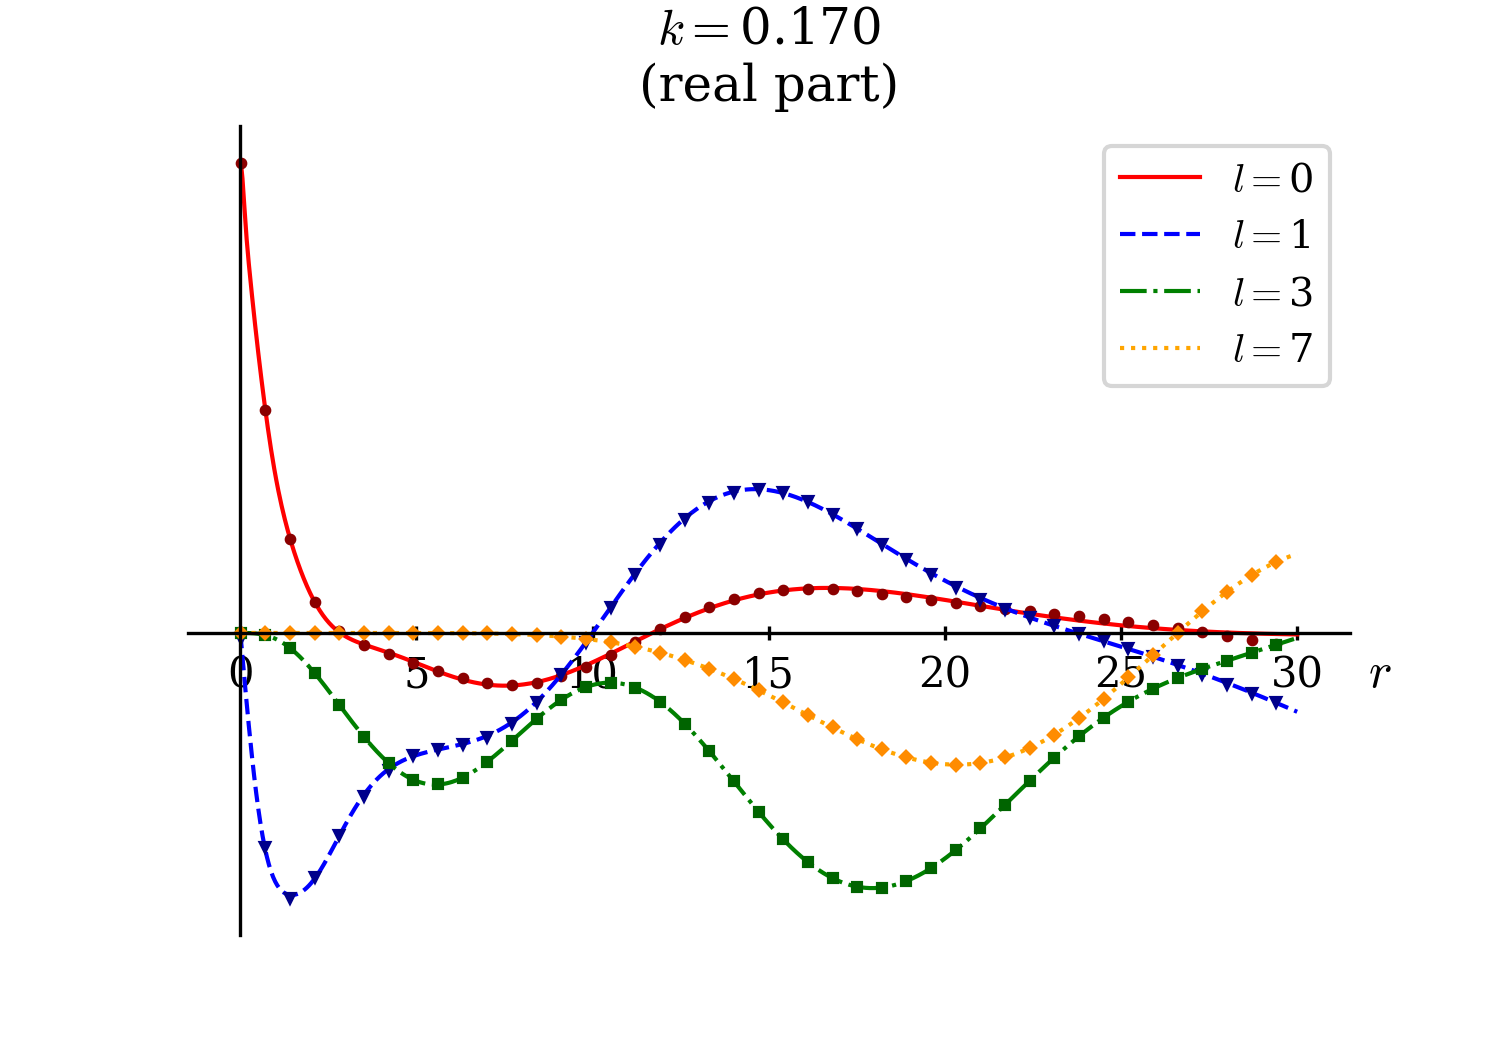 k = 0.170
(real part)
l = 0
l = 1
l = 3
l = 7
0 5 10 15 20 25 30 r